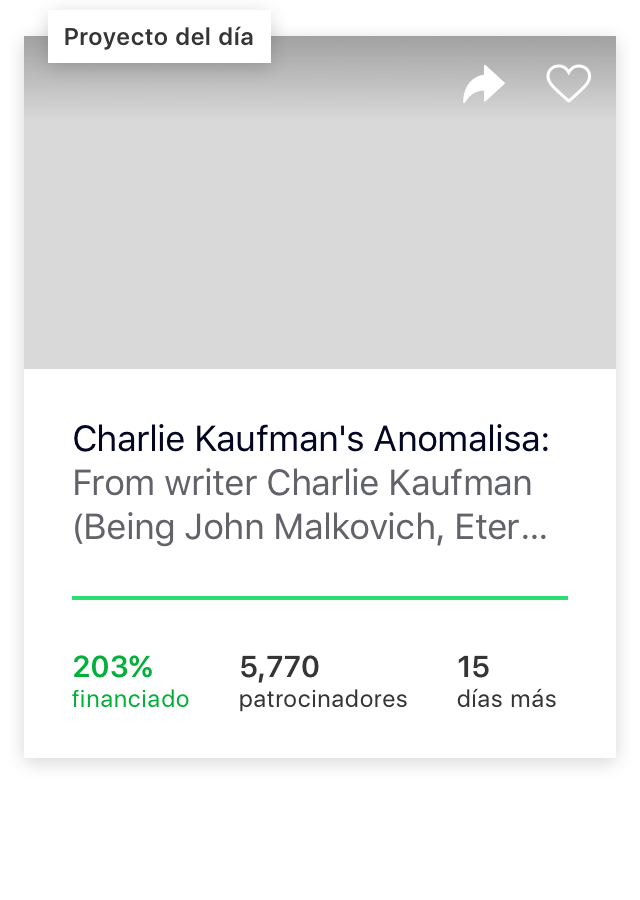 Proyecto del día
Charlie Kaufman's Anomalisa:
From writer Charlie Kaufman
(Being John Malkovich, Eter...
203% 5,770 15
financiado patrocinadores días más